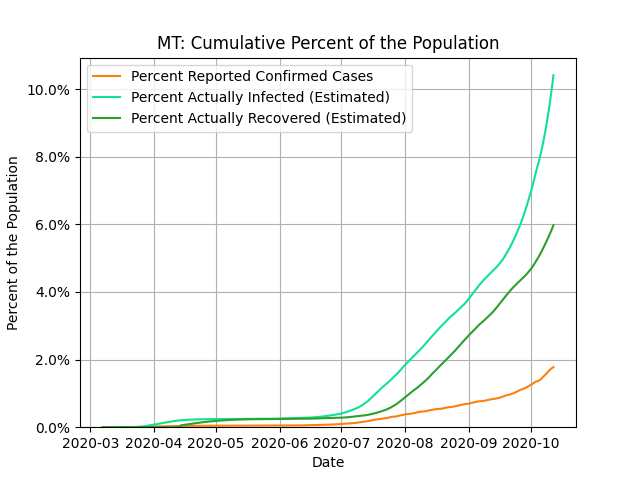 MT: Cumulative Percent of the Population
Percent Reported Confirmed Cases
Percent Actually Infected (Estimated)
Percent Actually Recovered (Estimated)
Percent of the Population
10.0%
8.0%
6.0%
4.0%
2.0%
0.0%
2020-03 2020-04 2020-05 2020-06 2020-07 2020-08 2020-09 2020-10
Date